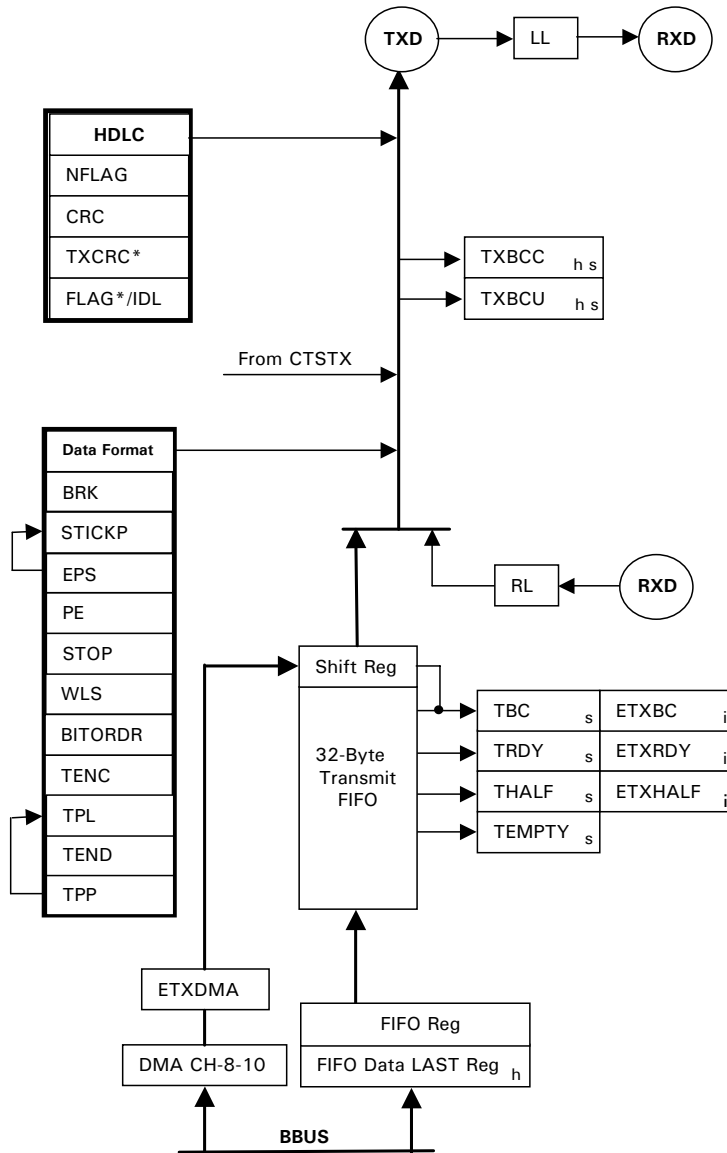 TXD
LL
RXD
HDLC
NFLAG
CRC
TXCRC*
FLAG*/IDL
TXBCC h s
TXBCU h s
From CTSTX
Data Format
BRK
STICKP
EPS
PE
STOP
WLS
BITORDR
TENC
TPL
TEND
TPP
RL
RXD
Shift Reg
32-Byte
Transmit
FIFO
TBC s ETXBC i
TRDY s ETXRDY i
THALF s ETXHALF i
TEMPTY s
ETXDMA
DMA CH-8-10
FIFO Reg
FIFO Data LAST Reg h
BBUS